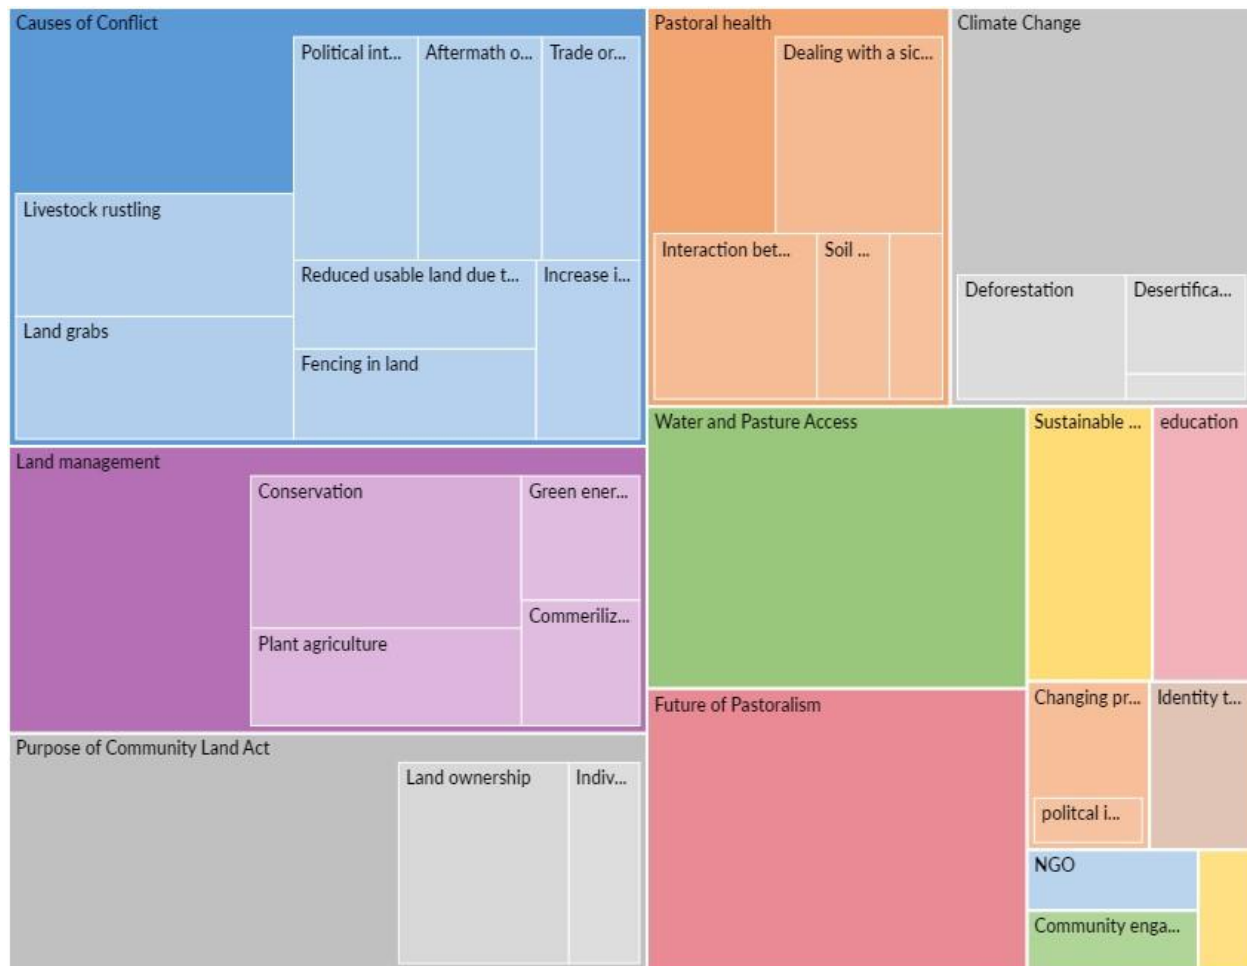 Causes of Conflict
Political int...
Aftermath o...
Trade or...
Livestock rustling
Land grabs
Reduced usable land due t...
Increase i...
Fencing in land
Pastoral health
Dealing with a sic...
Interaction bet...
Soil ...
Climate Change
Deforestation
Desertifica...
Land management
Conservation
Green ener...
Plant agriculture
Commeriliz...
Purpose of Community Land Act
Land ownership
Indiv...
Water and Pasture Access
Future of Pastoralism
Sustainable ...
education
Changing pr...
politcal i...
Identity t...
NGO
Community enga...